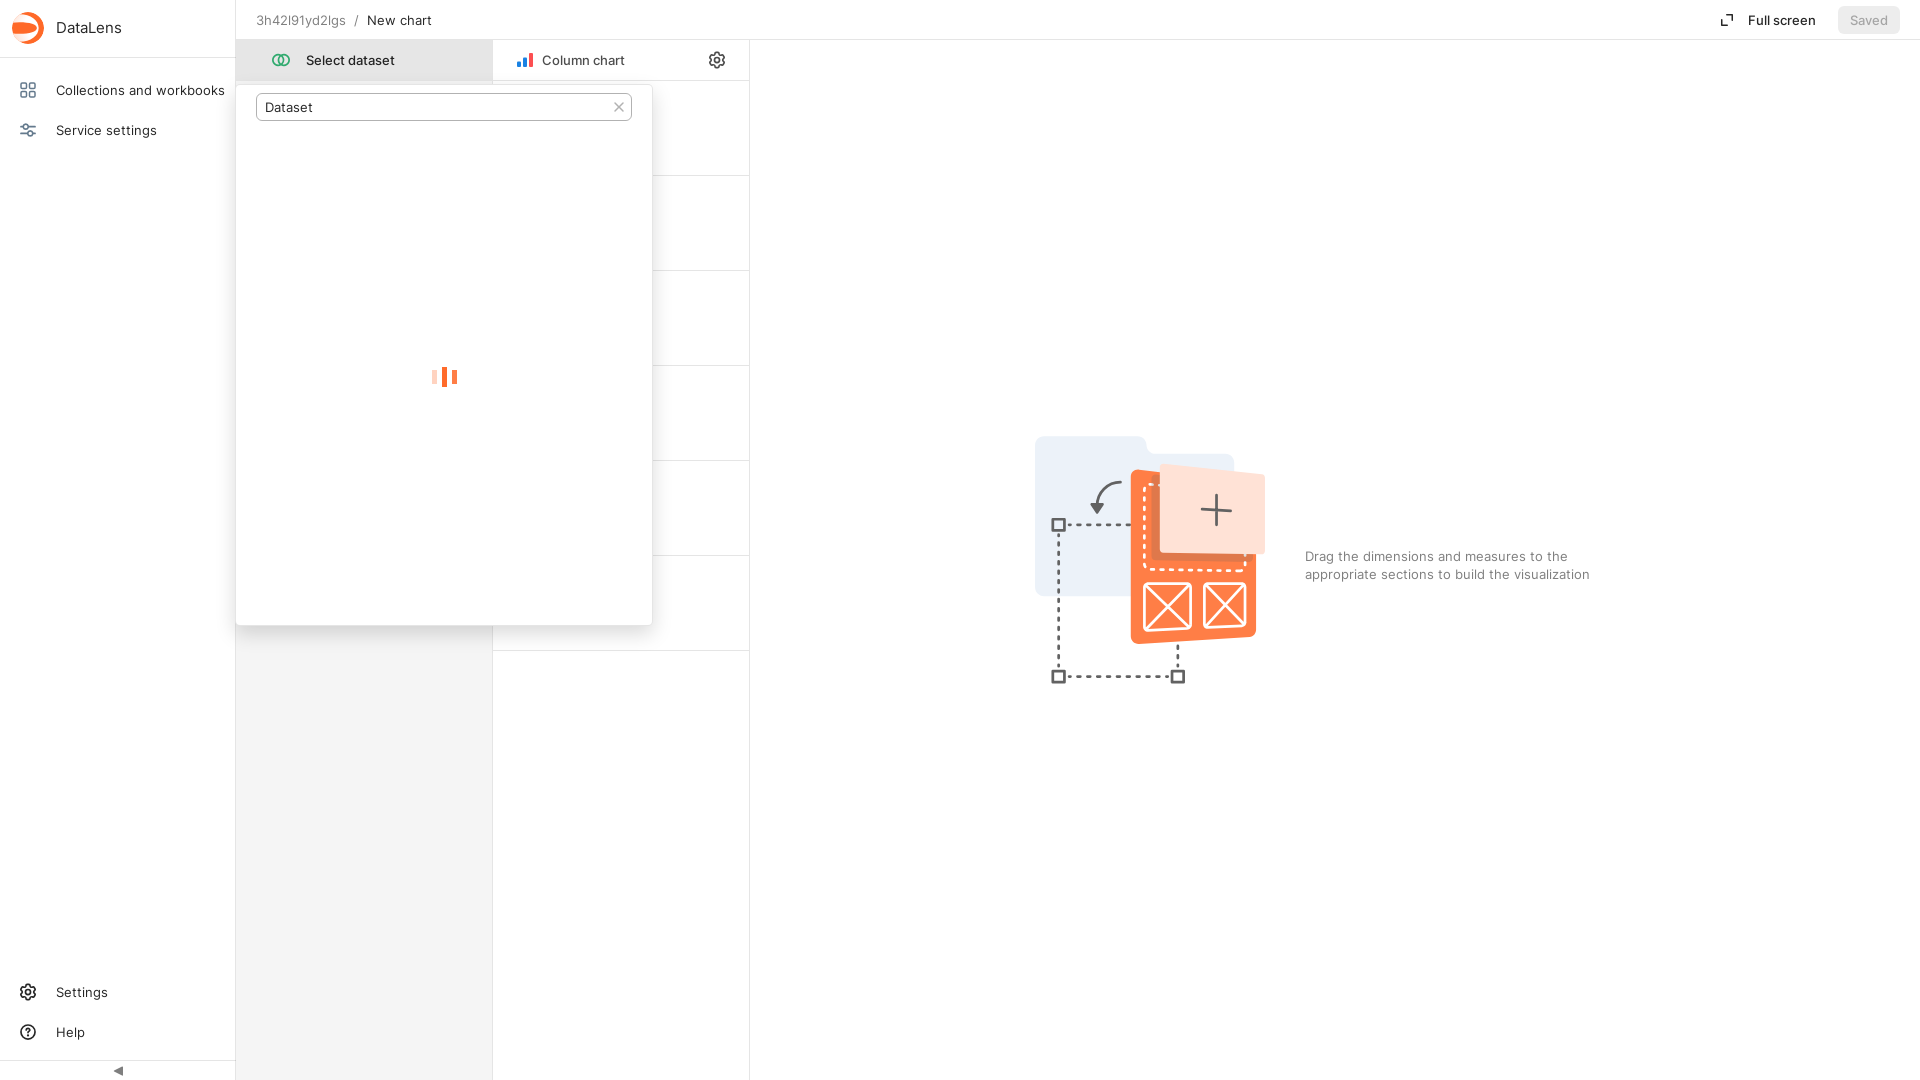 DataLens
3h42l91yd2lgs / New chart
Full screen
Saved
Collections and workbooks
Service settings
Select dataset
Column chart
Dataset
Drag the dimensions and measures to the
appropriate sections to build the visualization
Settings
Help